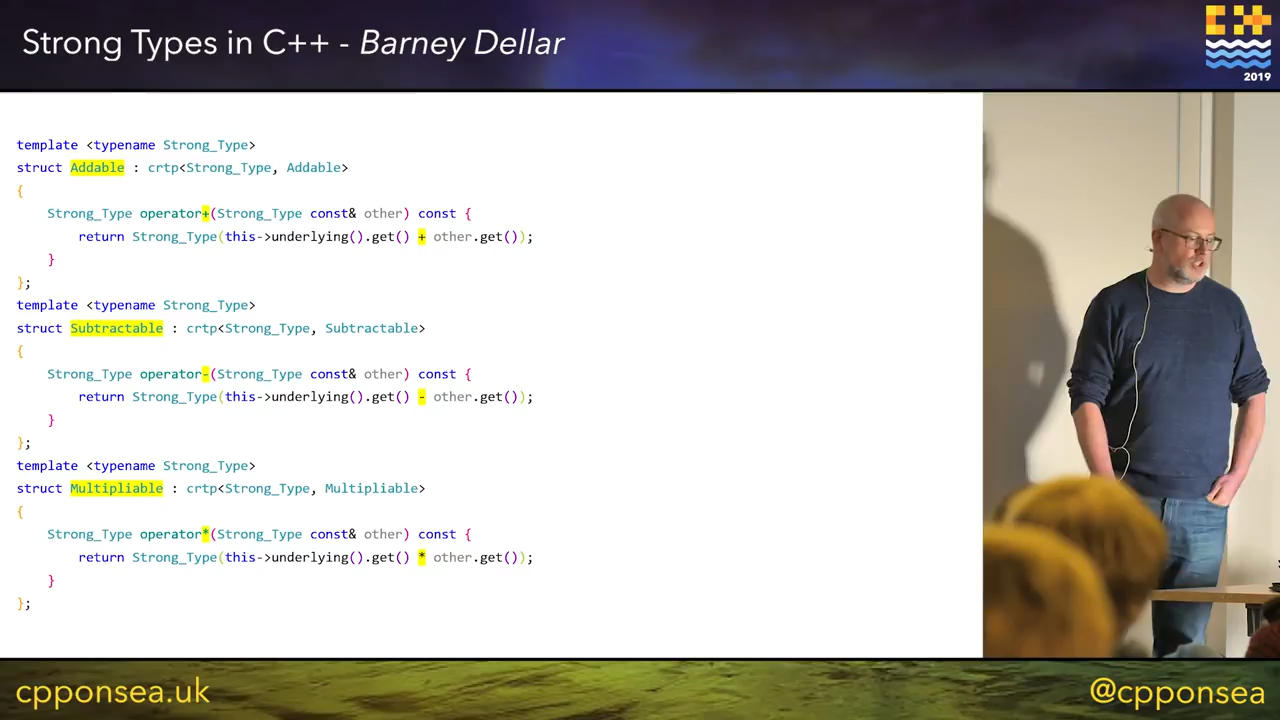 Strong Types in C++ - Barney Dellar
2019
template <typename Strong_Type>
struct Addable : crtp<Strong_Type, Addable>
{
    Strong_Type operator+(Strong_Type const& other) const {
        return Strong_Type(this->underlying().get() + other.get());
    }
};
template <typename Strong_Type>
struct Subtractable : crtp<Strong_Type, Subtractable>
{
    Strong_Type operator-(Strong_Type const& other) const {
        return Strong_Type(this->underlying().get() - other.get());
    }
};
template <typename Strong_Type>
struct Multipliable : crtp<Strong_Type, Multipliable>
{
    Strong_Type operator*(Strong_Type const& other) const {
        return Strong_Type(this->underlying().get() * other.get());
    }
};
cpponsea.uk
@cpponsea